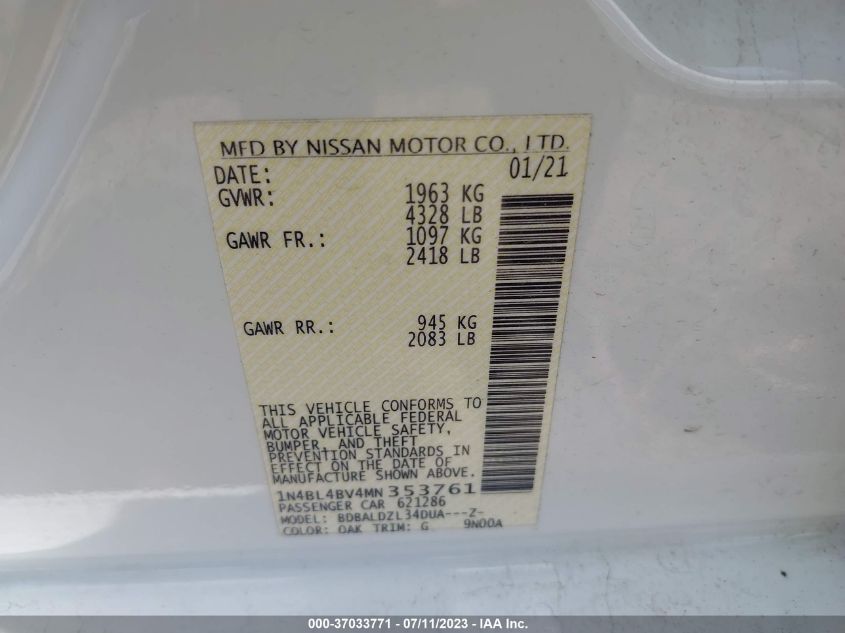 MFD BY NISSAN MOTOR CO., LTD.
DATE: 01/21
GVWR: 1963 KG
4328 LB
GAWR FR.: 1097 KG
2418 LB
GAWR RR.: 945 KG
2083 LB
THIS VEHICLE CONFORMS TO
ALL APPLICABLE FEDERAL
MOTOR VEHICLE SAFETY,
BUMPER, AND THEFT
PREVENTION STANDARDS IN
EFFECT ON THE DATE OF
MANUFACTURE SHOWN ABOVE.
1N4BL4BV4MN353761
PASSENGER CAR 621286
MODEL: BDBALDZL34DUA---Z-
COLOR: QAK TRIM: G 9N00A
000-37033771 - 07/11/2023 - IAA Inc.